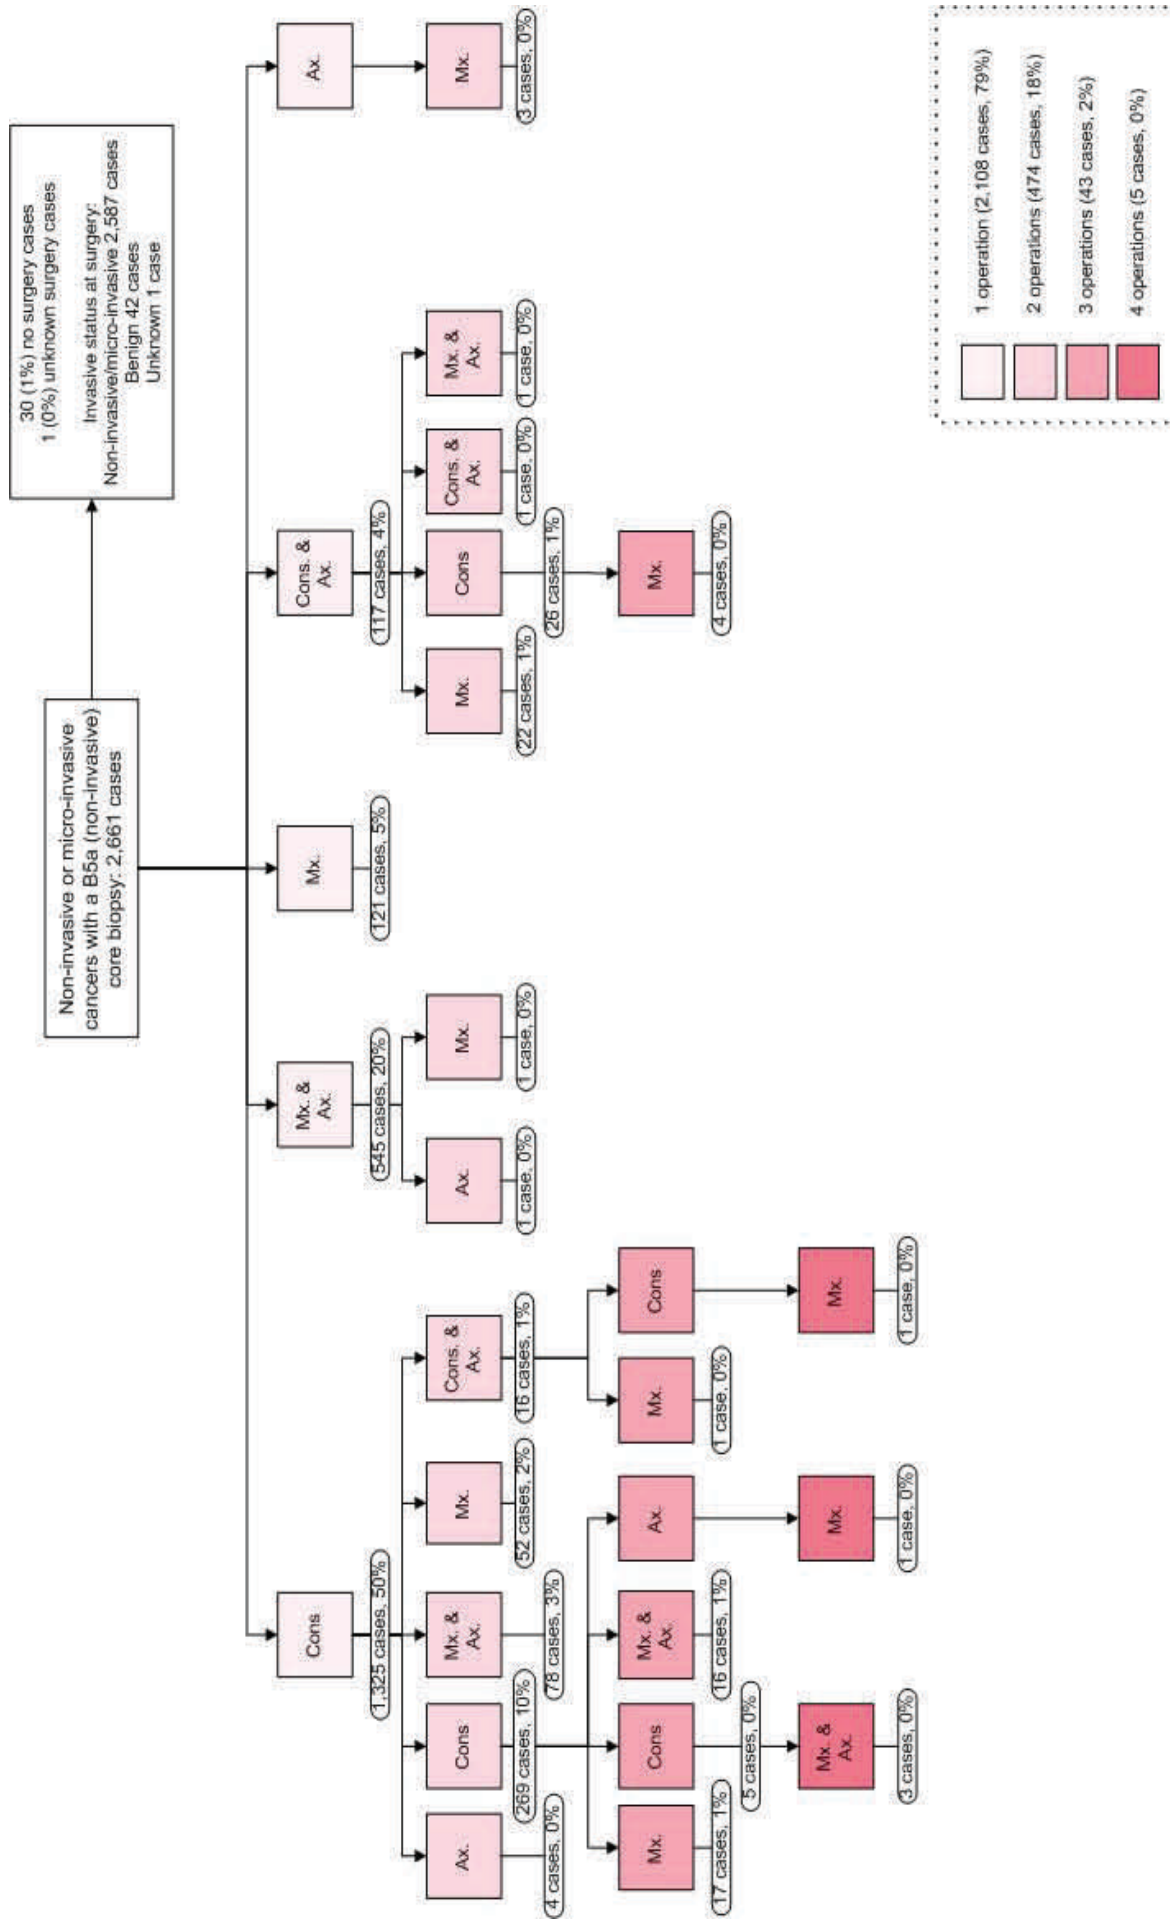 Non-invasive or micro-invasive
cancers with a B5a (non-invasive)
core biopsy: 2,661 cases
30 (1%) no surgery cases
1 (0%) unknown surgery cases
Invasive status at surgery:
Non-invasive/micro-invasive 2,587 cases
Benign 42 cases
Unknown 1 case
Cons
1,325 cases, 50%
Mx. &
Ax.
545 cases, 20%
Mx.
121 cases, 5%
Cons. &
Ax.
117 cases, 4%
Ax.
Ax.
4 cases, 0%
Cons
269 cases, 10%
Mx. &
Ax.
78 cases, 3%
Mx.
52 cases, 2%
Cons. &
Ax.
16 cases, 1%
Ax.
1 case, 0%
Mx.
1 case, 0%
Mx.
22 cases, 1%
Cons
26 cases, 1%
Cons. &
Ax.
1 case, 0%
Mx. &
Ax.
1 case, 0%
Mx.
3 cases, 0%
Mx.
17 cases, 1%
Cons
5 cases, 0%
Mx. &
Ax.
16 cases, 1%
Ax.
Mx.
1 case, 0%
Cons
Mx.
4 cases, 0%
Mx. &
Ax.
3 cases, 0%
Mx.
1 case, 0%
Mx.
1 case, 0%
1 operation (2,108 cases, 79%)
2 operations (474 cases, 18%)
3 operations (43 cases, 2%)
4 operations (5 cases, 0%)